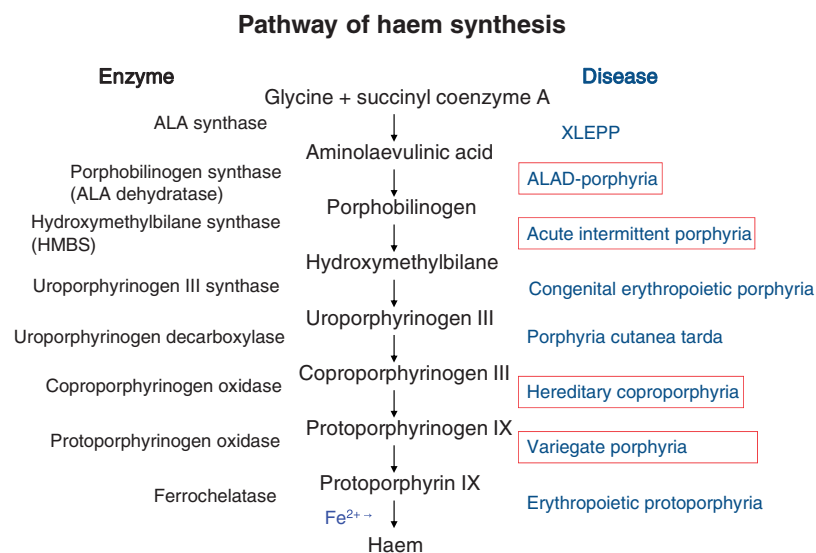 Pathway of haem synthesis
Enzyme
Disease
Glycine + succinyl coenzyme A
ALA synthase
XLEPP
Aminolaevulinic acid
Porphobilinogen synthase
(ALA dehydratase)
ALAD-porphyria
Porphobilinogen
Hydroxymethylbilane synthase
(HMBS)
Acute intermittent porphyria
Hydroxymethylbilane
Uroporphyrinogen III synthase
Congenital erythropoietic porphyria
Uroporphyrinogen III
Uroporphyrinogen decarboxylase
Porphyria cutanea tarda
Coproporphyrinogen III
Coproporphyrinogen oxidase
Hereditary coproporphyria
Protoporphyrinogen IX
Protoporphyrinogen oxidase
Variegate porphyria
Protoporphyrin IX
Ferrochelatase
Erythropoietic protoporphyria
Fe²⁺→
Haem